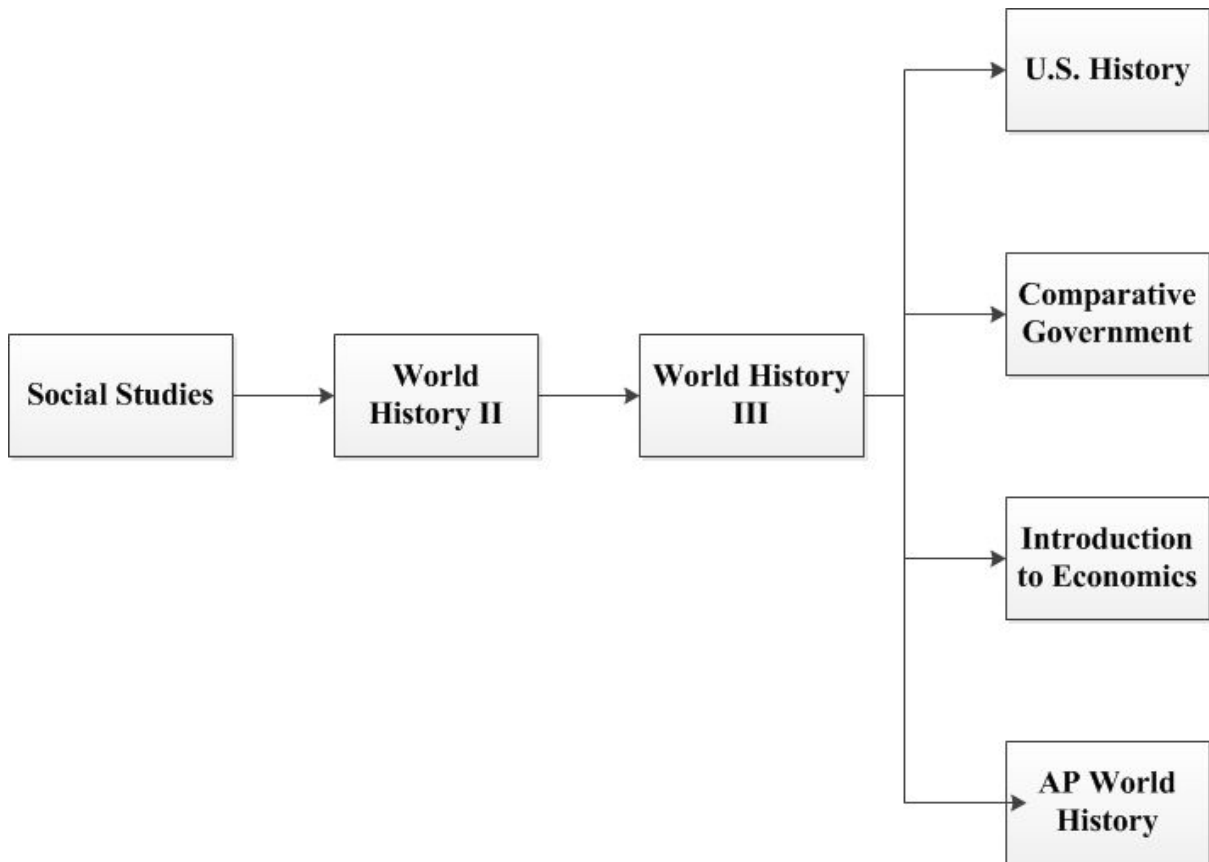 U.S. History
Comparative
Government
Social Studies
World
History II
World History
III
Introduction
to Economics
AP World
History